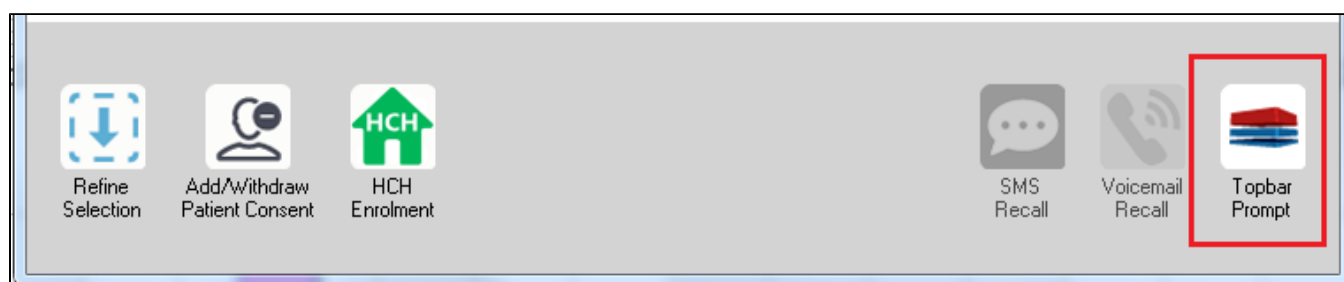 HCH
Refine
Selection
Add/Withdraw
Patient Consent
HCH
Enrolment
SMS
Recall
Voicemail
Recall
Topbar
Prompt